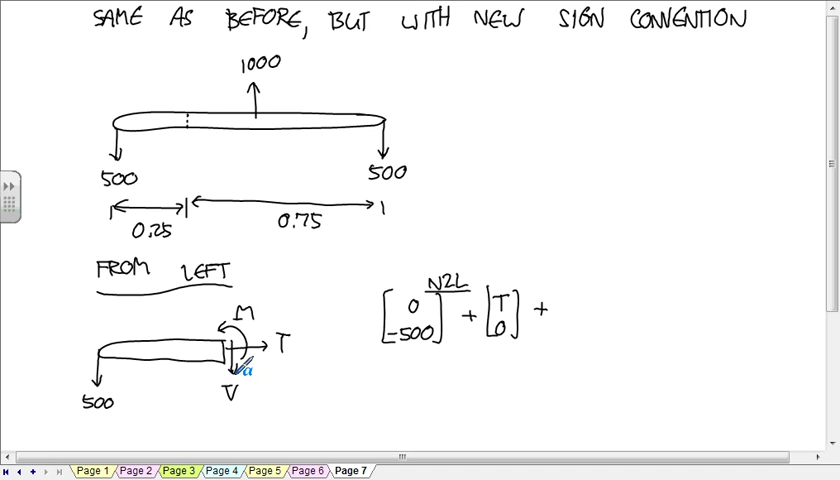 SAME AS BEFORE, BUT WITH NEW SIGN CONVENTION
1000
500
500
0.25
0.75
FROM LEFT
M
T
V
500
N2L
[0 -500] + [T 0] +
Page 1 Page 2 Page 3 Page 4 Page 5 Page 6 Page 7